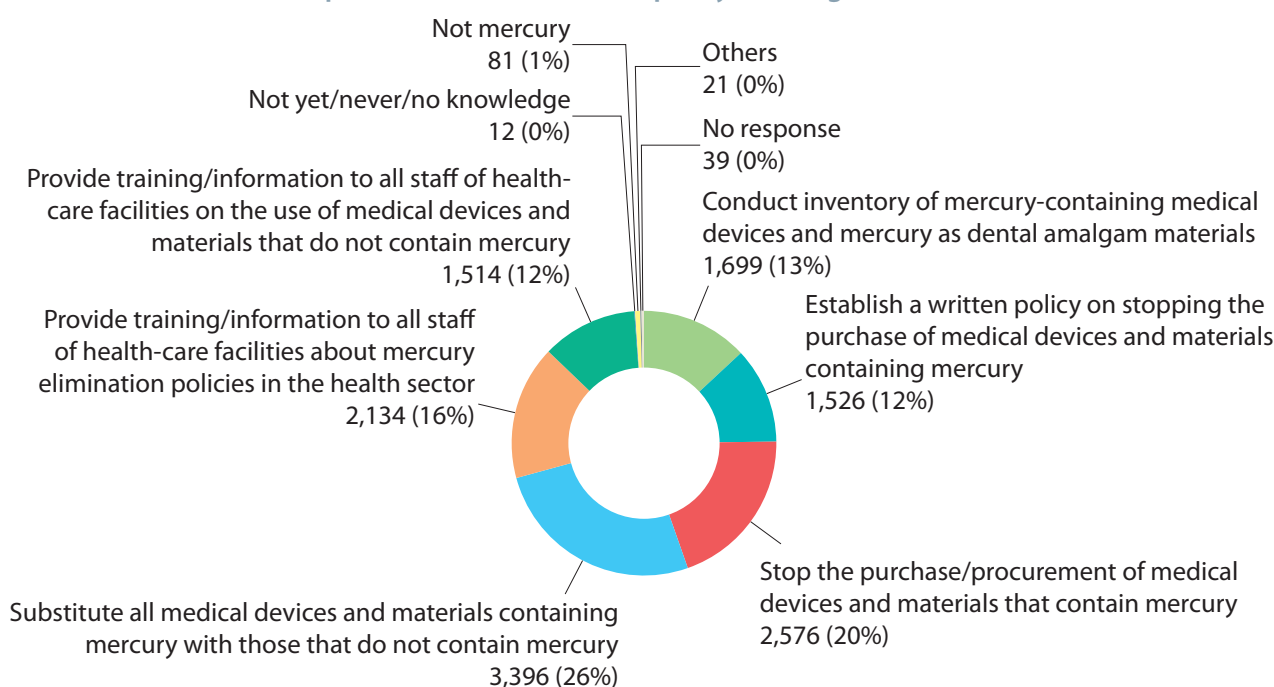 Not mercury
81 (1%)
Others
21 (0%)
Not yet/never/no knowledge
12 (0%)
No response
39 (0%)
Provide training/information to all staff of health-
care facilities on the use of medical devices and
materials that do not contain mercury
1,514 (12%)
Conduct inventory of mercury-containing medical
devices and mercury as dental amalgam materials
1,699 (13%)
Establish a written policy on stopping the
purchase of medical devices and materials
containing mercury
1,526 (12%)
Provide training/information to all staff
of health-care facilities about mercury
elimination policies in the health sector
2,134 (16%)
Stop the purchase/procurement of medical
devices and materials that contain mercury
2,576 (20%)
Substitute all medical devices and materials containing
mercury with those that do not contain mercury
3,396 (26%)